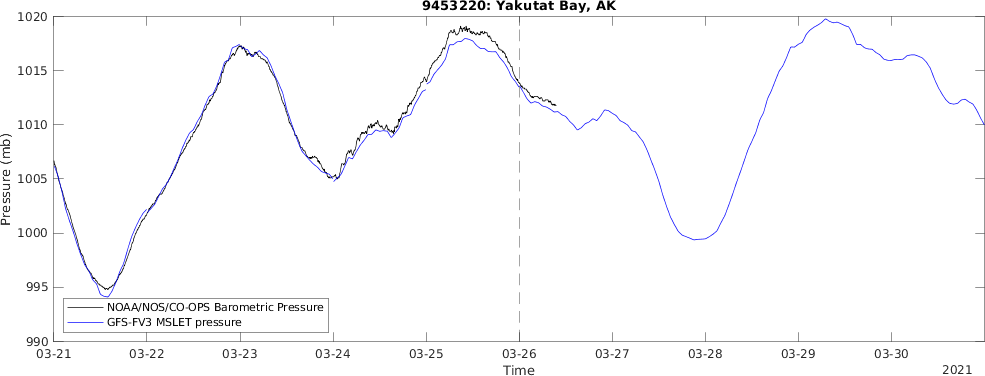 9453220: Yakutat Bay, AK
Pressure (mb)
1020
1015
1010
1005
1000
995
990
NOAA/NOS/CO-OPS Barometric Pressure
GFS-FV3 MSLET pressure
03-21 03-22 03-23 03-24 03-25 03-26 03-27 03-28 03-29 03-30
Time
2021